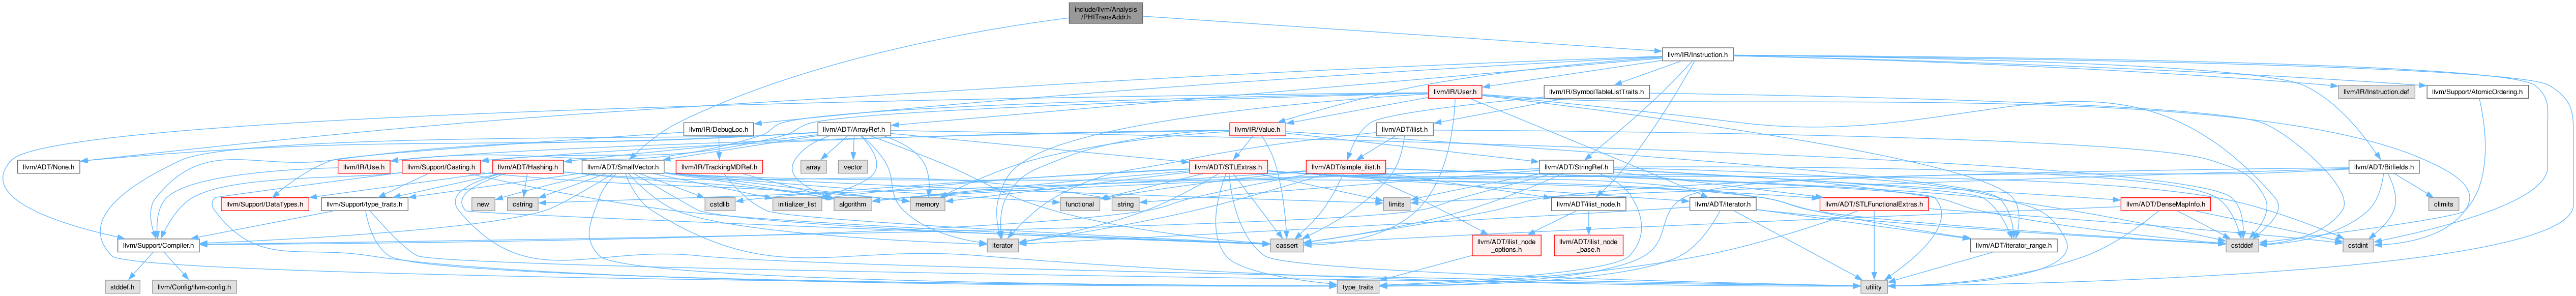 include/llvm/Analysis
/PHITransAddr.h
llvm/IR/Instruction.h
llvm/IR/User.h
llvm/IR/SymbolTableListTraits.h
llvm/IR/Instruction.def
llvm/Support/AtomicOrdering.h
llvm/IR/DebugLoc.h
llvm/ADT/ArrayRef.h
llvm/IR/Value.h
llvm/ADT/ilist.h
llvm/ADT/None.h
llvm/IR/Use.h
llvm/Support/Casting.h
llvm/ADT/Hashing.h
llvm/ADT/SmallVector.h
llvm/IR/TrackingMDRef.h
array
vector
llvm/ADT/STLExtras.h
llvm/ADT/simple_ilist.h
llvm/ADT/StringRef.h
llvm/ADT/Bitfields.h
llvm/Support/DataTypes.h
llvm/Support/type_traits.h
new
cstring
cstdlib
initializer_list
algorithm
memory
functional
string
limits
llvm/ADT/ilist_node.h
llvm/ADT/iterator.h
llvm/ADT/STLFunctionalExtras.h
llvm/ADT/DenseMapInfo.h
climits
llvm/Support/Compiler.h
iterator
cassert
llvm/ADT/ilist_node
_options.h
llvm/ADT/ilist_node
_base.h
llvm/ADT/iterator_range.h
cstddef
cstdint
stddef.h
llvm/Config/llvm-config.h
type_traits
utility